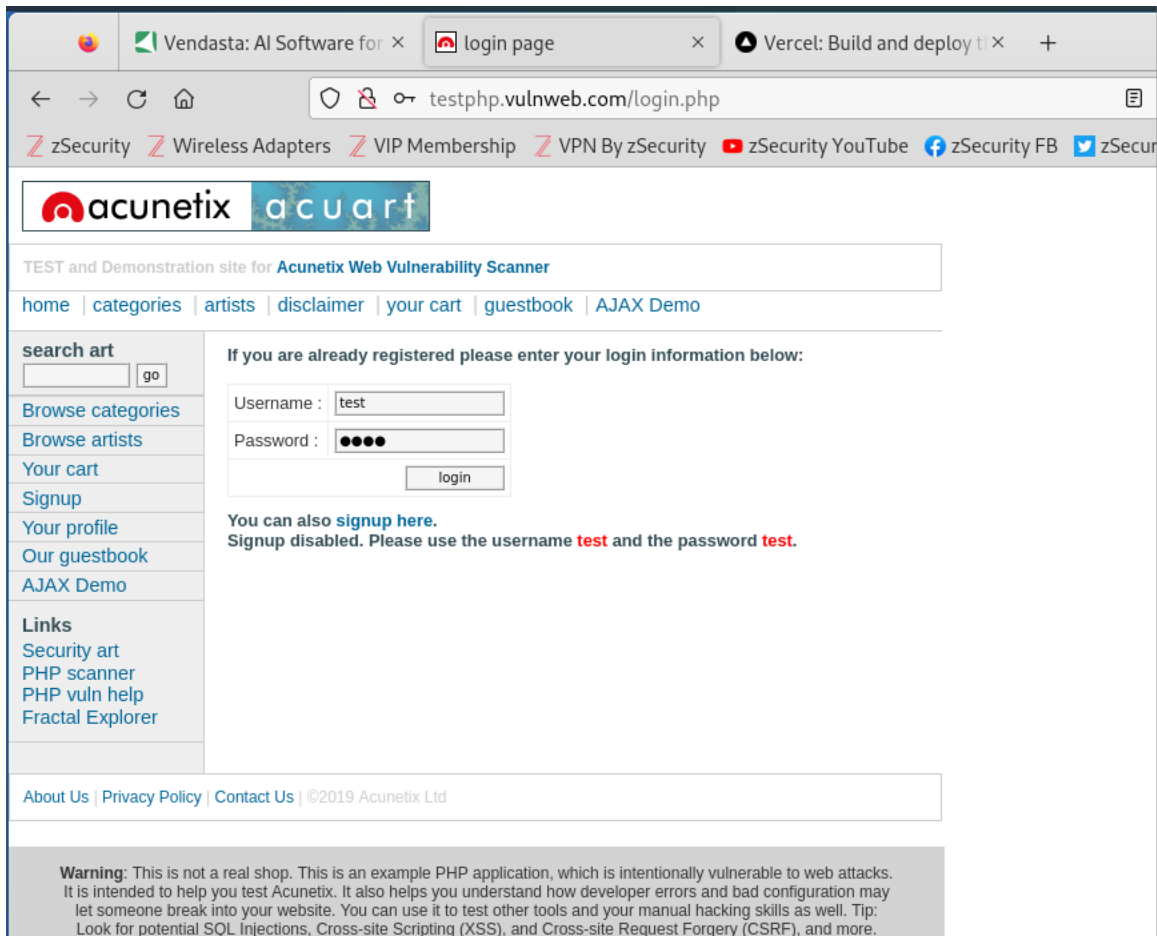 Vendasta: AI Software for
login page
Vercel: Build and deploy t
testphp.vulnweb.com/login.php
zSecurity Wireless Adapters VIP Membership VPN By zSecurity zSecurity YouTube zSecurity FB zSecur
acunetix acuart
TEST and Demonstration site for Acunetix Web Vulnerability Scanner
home | categories | artists | disclaimer | your cart | guestbook | AJAX Demo
search art
go
Browse categories
Browse artists
Your cart
Signup
Your profile
Our guestbook
AJAX Demo
Links
Security art
PHP scanner
PHP vuln help
Fractal Explorer
If you are already registered please enter your login information below:
Username : test
Password : ●●●●
login
You can also signup here.
Signup disabled. Please use the username test and the password test.
About Us | Privacy Policy | Contact Us | ©2019 Acunetix Ltd
Warning: This is not a real shop. This is an example PHP application, which is intentionally vulnerable to web attacks.
It is intended to help you test Acunetix. It also helps you understand how developer errors and bad configuration may
let someone break into your website. You can use it to test other tools and your manual hacking skills as well. Tip:
Look for potential SQL Injections, Cross-site Scripting (XSS), and Cross-site Request Forgery (CSRF), and more.